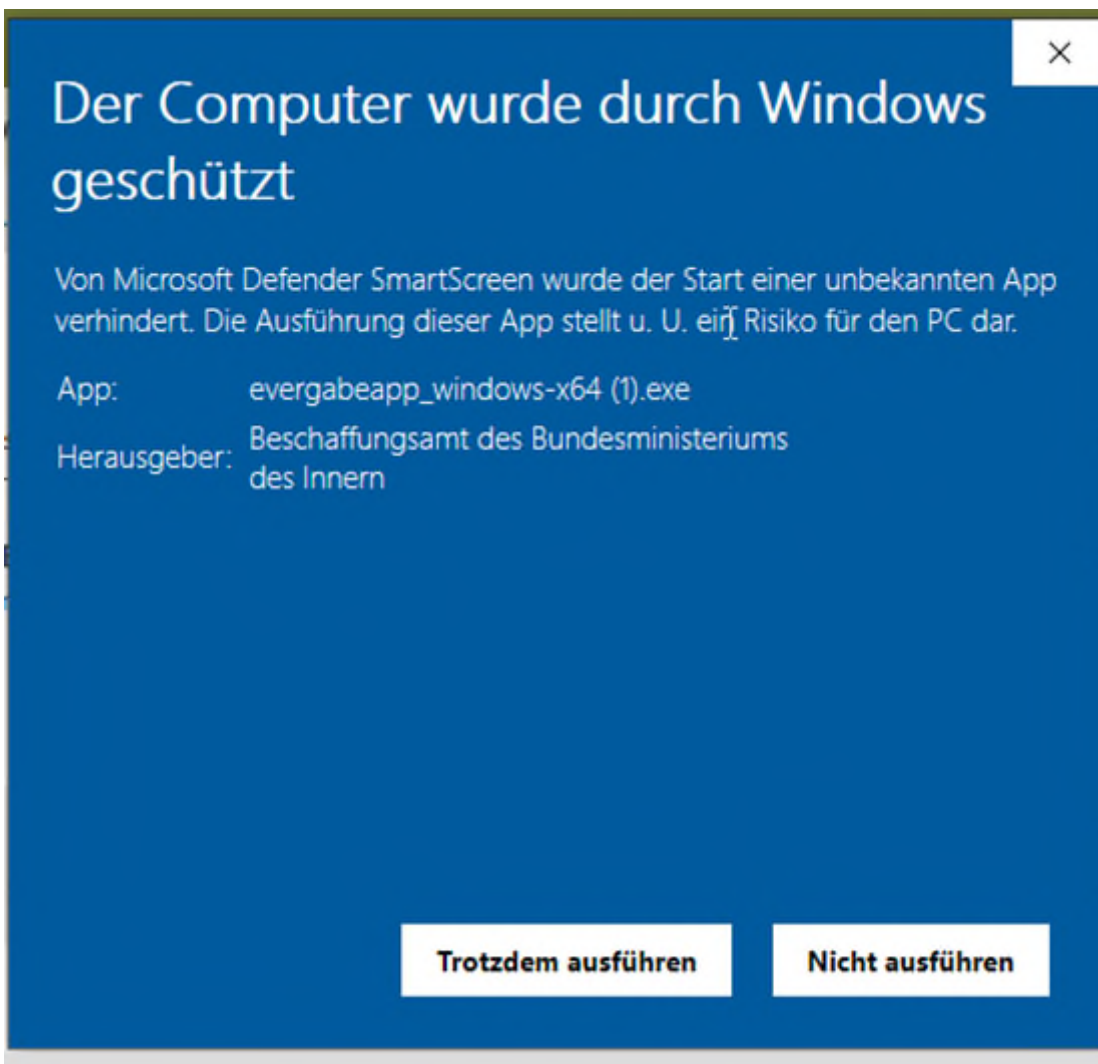 Der Computer wurde durch Windows
geschützt
Von Microsoft Defender SmartScreen wurde der Start einer unbekannten App
verhindert. Die Ausführung dieser App stellt u. U. ein Risiko für den PC dar.
App: evergabeapp_windows-x64 (1).exe
Herausgeber: Beschaffungsamt des Bundesministeriums
des Innern
Trotzdem ausführen Nicht ausführen